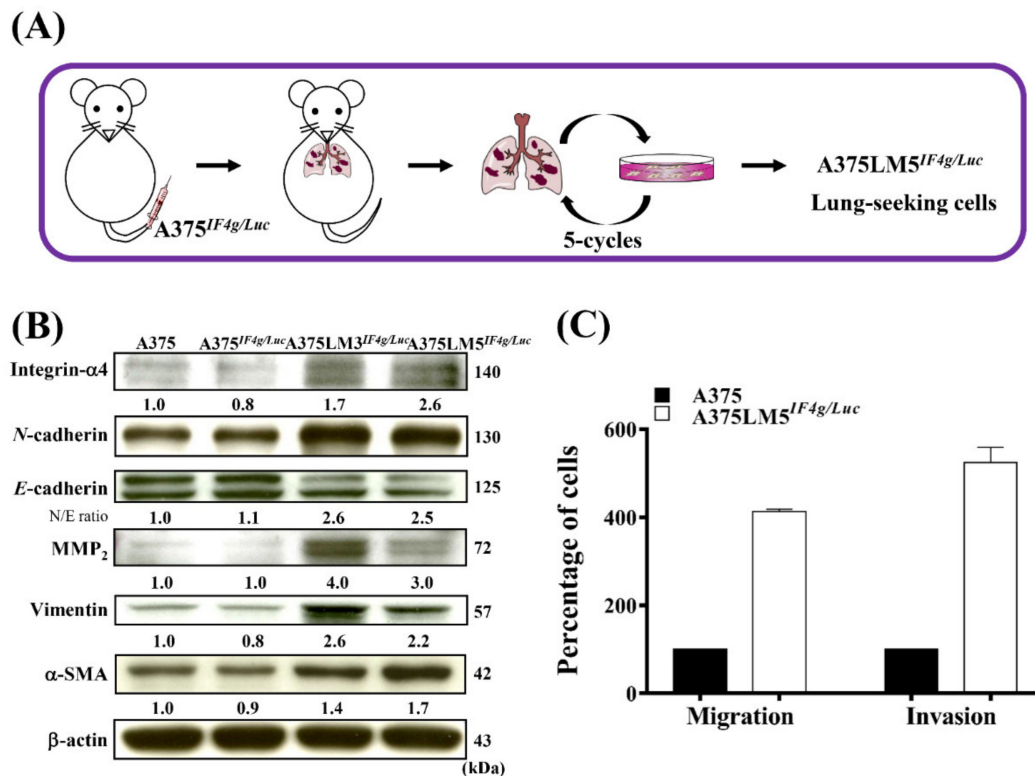 (A)
A375IF4g/Luc
5-cycles
A375LM5IF4g/Luc
Lung-seeking cells
(B)
A375 A375IF4g/Luc A375LM3IF4g/Luc A375LM5IF4g/Luc
Integrin-α4 140
1.0 0.8 1.7 2.6
N-cadherin 130
E-cadherin 125
N/E ratio 1.0 1.1 2.6 2.5
MMP2 72
1.0 1.0 4.0 3.0
Vimentin 57
1.0 0.8 2.6 2.2
α-SMA 42
1.0 0.9 1.4 1.7
β-actin 43
(kDa)
(C)
A375
A375LM5IF4g/Luc
Percentage of cells
600
400
200
0
Migration Invasion